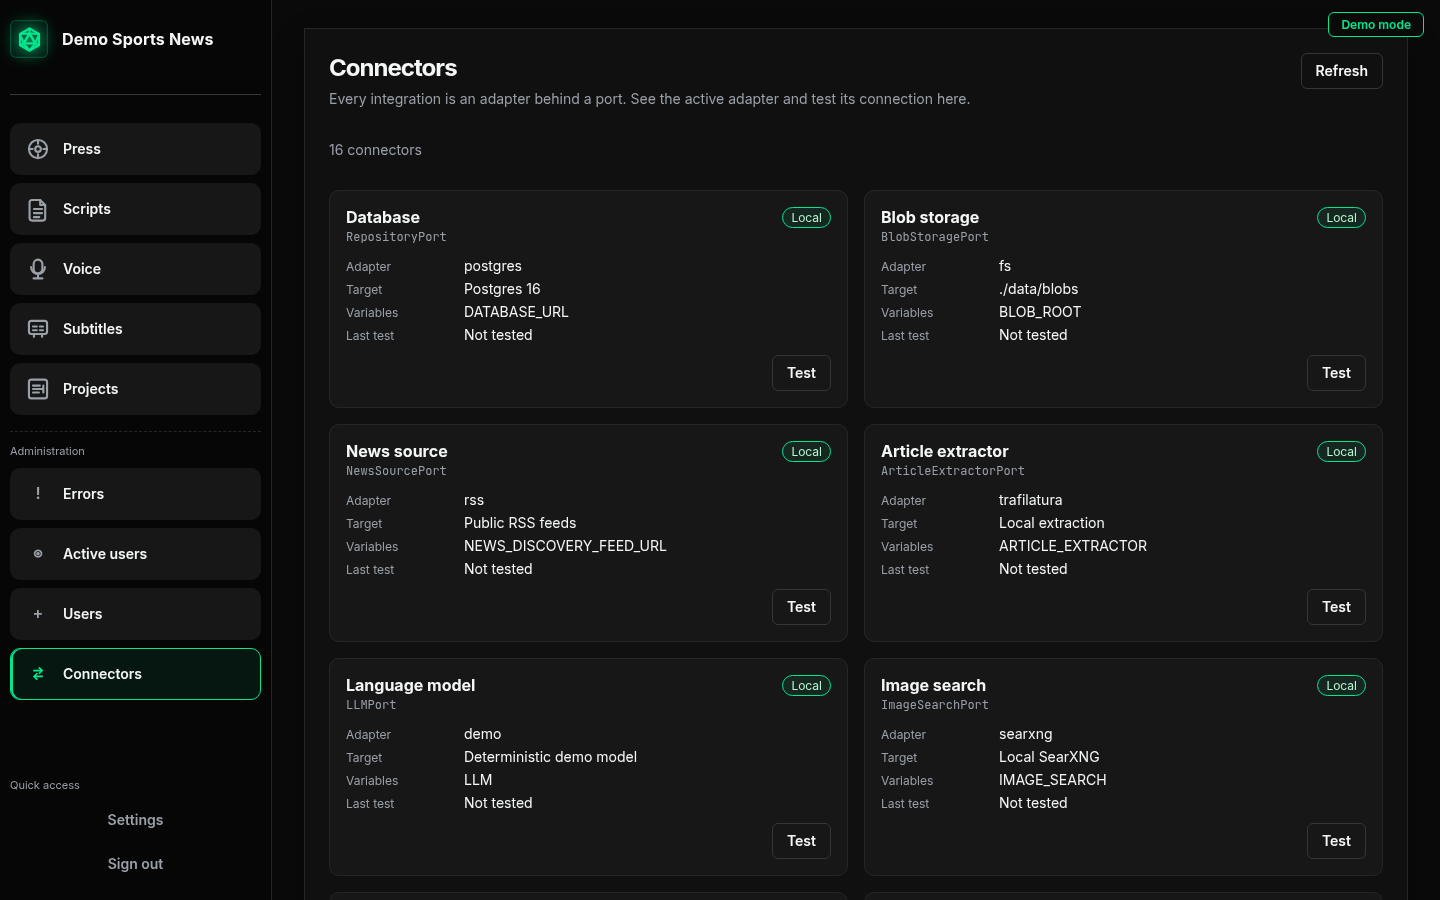 Demo Sports News
Demo mode
Press
Scripts
Voice
Subtitles
Projects
Administration
! Errors
Active users
+ Users
Connectors
Quick access
Settings
Sign out
Connectors
Refresh
Every integration is an adapter behind a port. See the active adapter and test its connection here.
16 connectors
Database Local
RepositoryPort
Adapter postgres
Target Postgres 16
Variables DATABASE_URL
Last test Not tested
Test
Blob storage Local
BlobStoragePort
Adapter fs
Target ./data/blobs
Variables BLOB_ROOT
Last test Not tested
Test
News source Local
NewsSourcePort
Adapter rss
Target Public RSS feeds
Variables NEWS_DISCOVERY_FEED_URL
Last test Not tested
Test
Article extractor Local
ArticleExtractorPort
Adapter trafilatura
Target Local extraction
Variables ARTICLE_EXTRACTOR
Last test Not tested
Test
Language model Local
LLMPort
Adapter demo
Target Deterministic demo model
Variables LLM
Last test Not tested
Test
Image search Local
ImageSearchPort
Adapter searxng
Target Local SearXNG
Variables IMAGE_SEARCH
Last test Not tested
Test